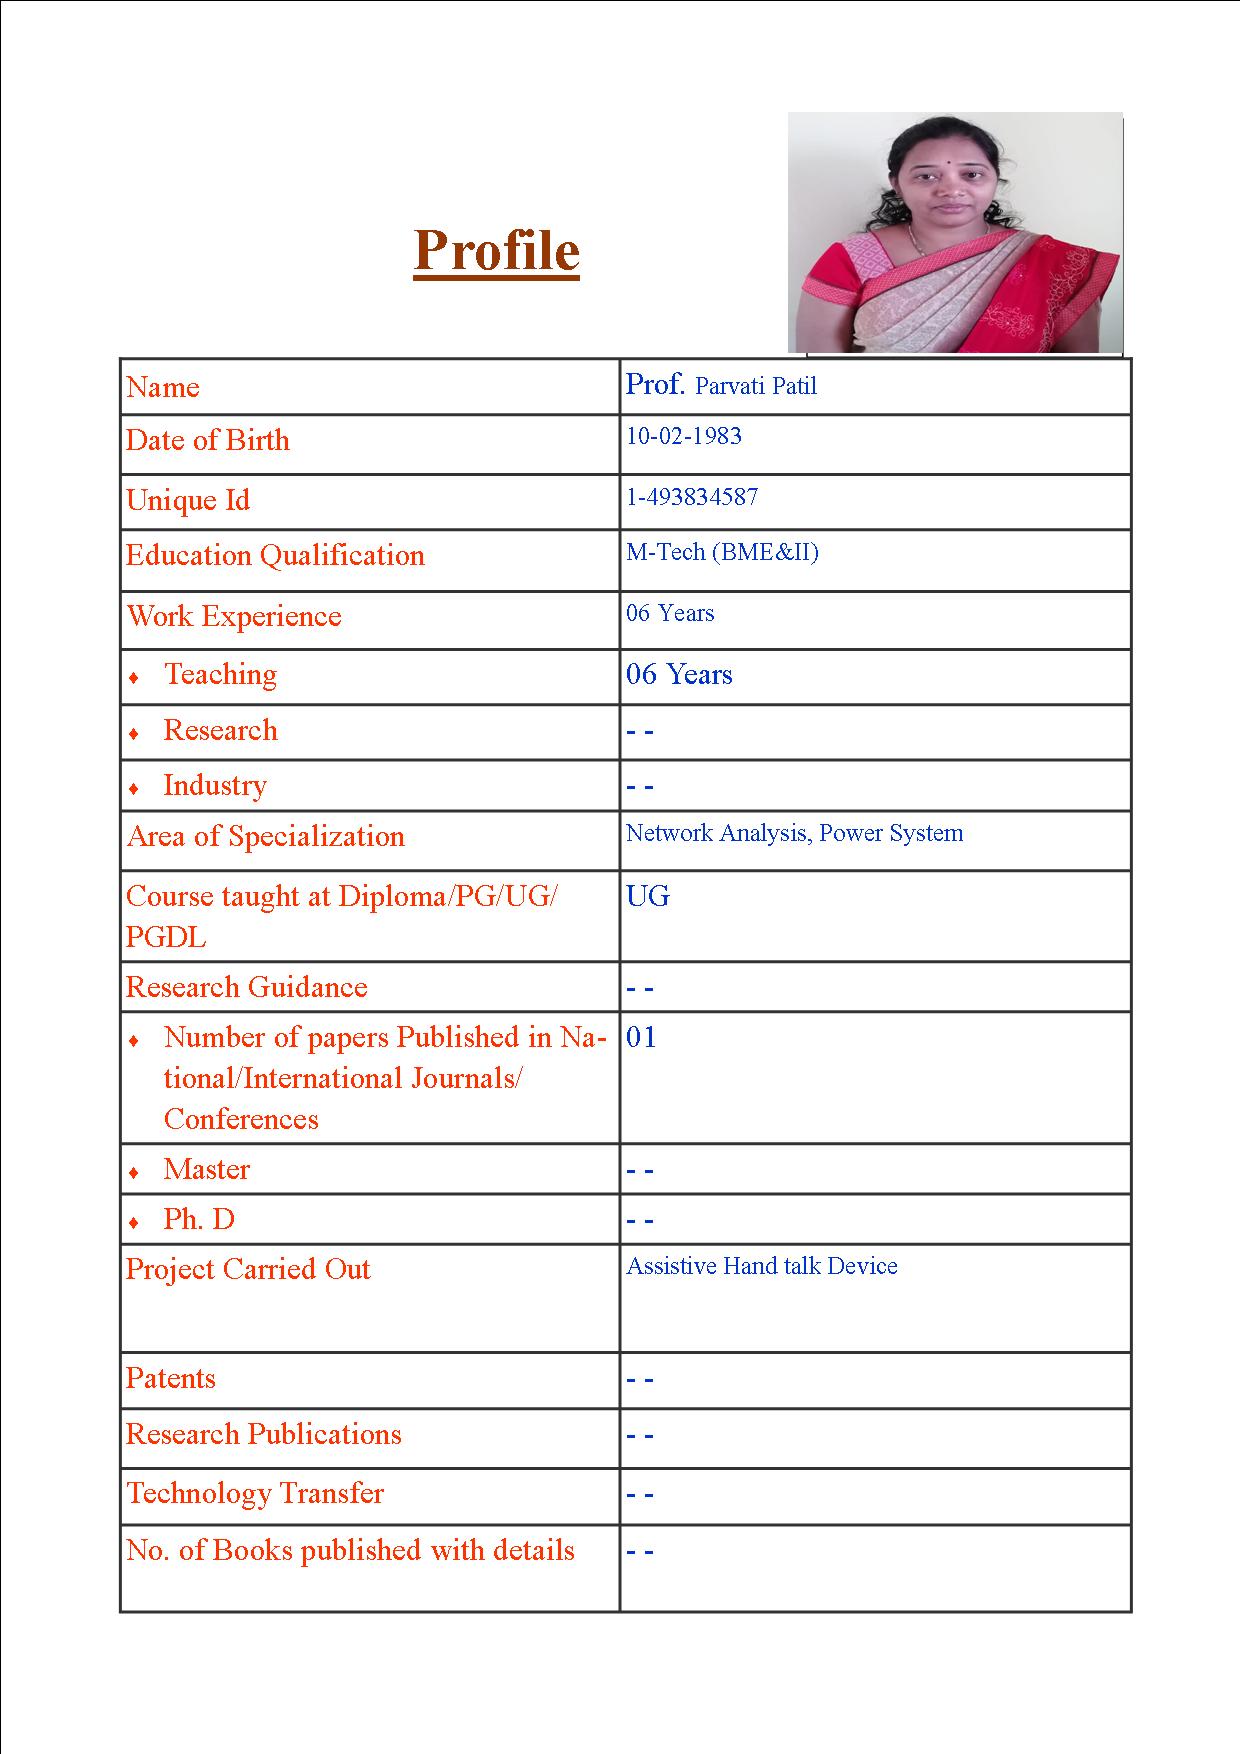 Profile
Name Prof. Parvati Patil
Date of Birth 10-02-1983
Unique Id 1-493834587
Education Qualification M-Tech (BME&II)
Work Experience 06 Years
♦ Teaching 06 Years
♦ Research - -
♦ Industry - -
Area of Specialization Network Analysis, Power System
Course taught at Diploma/PG/UG/ UG
PGDL
Research Guidance - -
♦ Number of papers Published in Na- 01
tional/International Journals/
Conferences
♦ Master - -
♦ Ph. D - -
Project Carried Out Assistive Hand talk Device
Patents - -
Research Publications - -
Technology Transfer - -
No. of Books published with details - -